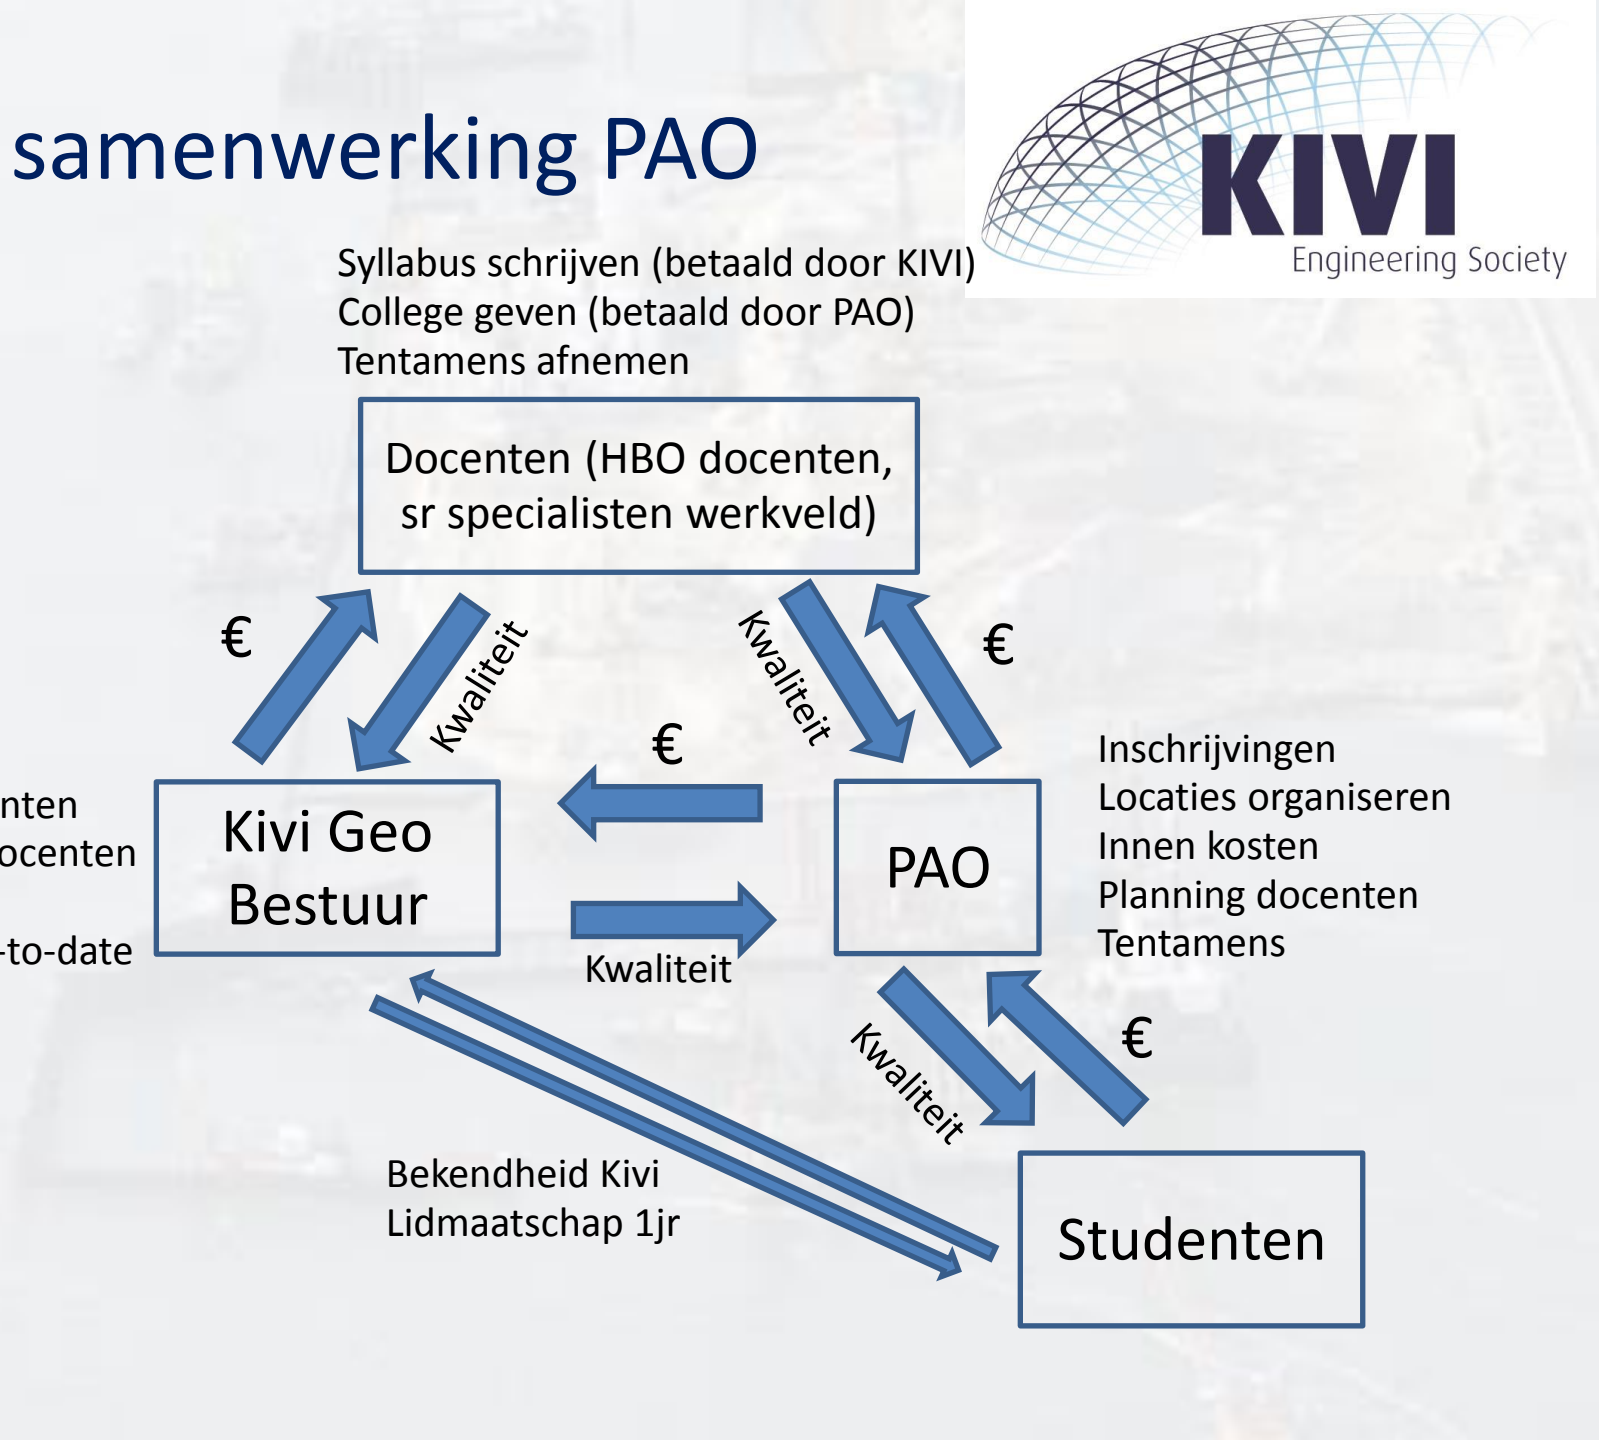 samenwerking PAO
KIVI
Engineering Society
Syllabus schrijven (betaald door KIVI)
College geven (betaald door PAO)
Tentamens afnemen
Docenten (HBO docenten,
sr specialisten werkveld)
€
Kwaliteit
Kwaliteit
€
€
nten
ocenten
-to-date
Kivi Geo
Bestuur
PAO
Inschrijvingen
Locaties organiseren
Innen kosten
Planning docenten
Tentamens
Kwaliteit
Kwaliteit
€
Bekendheid Kivi
Lidmaatschap 1jr
Studenten